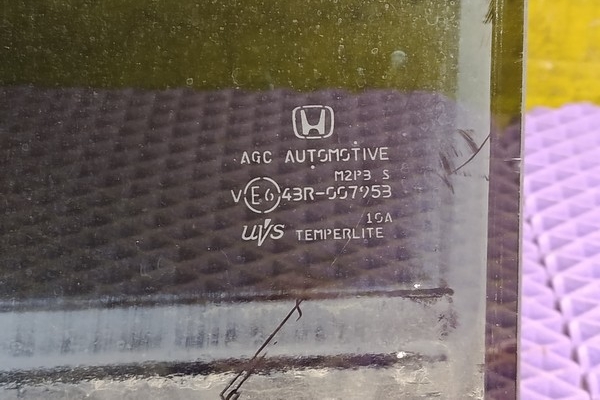 AGC AUTOMOTIVE
M2P3 S
V E6 43R-007953
10A
UVS TEMPERLITE